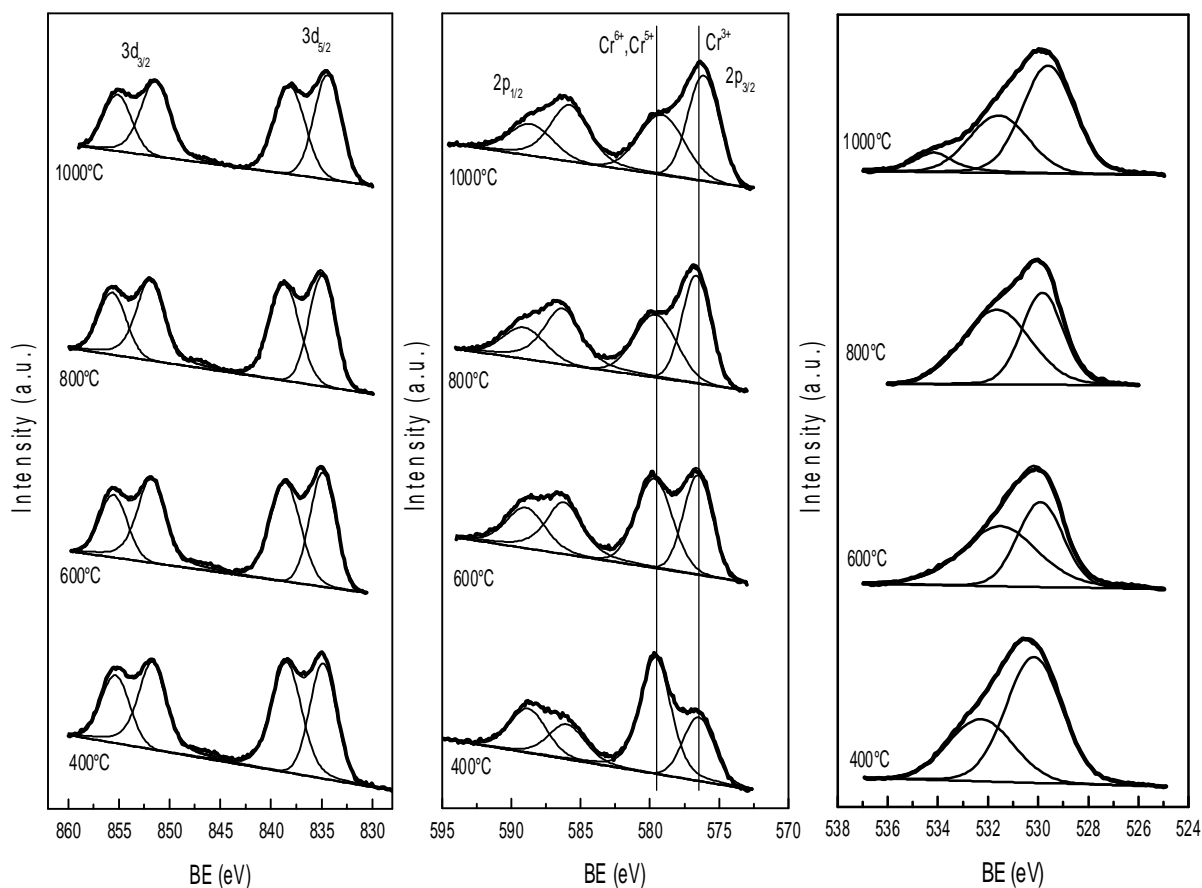 3d3/2
3d5/2
1000°C
800°C
600°C
400°C
Intensity (a.u.)
860 855 850 845 840 835 830
BE (eV)
Cr6+,Cr5+
Cr3+
2p1/2
2p3/2
1000°C
800°C
600°C
400°C
Intensity (a.u.)
595 590 585 580 575 570
BE (eV)
1000°C
800°C
600°C
400°C
Intensity (a.u.)
538 536 534 532 530 528 526 524
BE (eV)